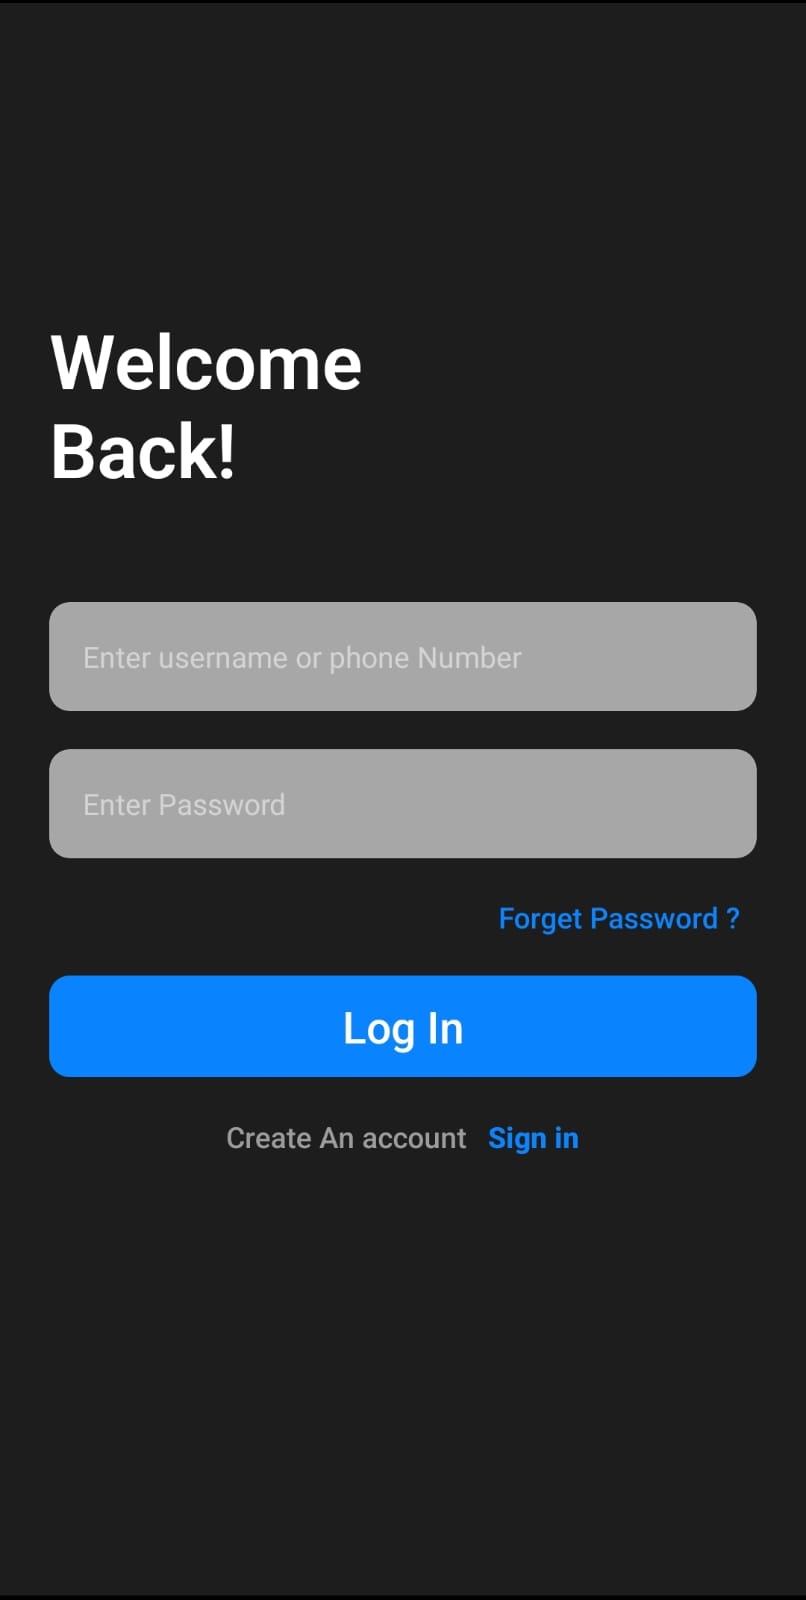 Welcome
Back!
Enter username or phone Number
Enter Password
Forget Password ?
Log In
Create An account Sign in